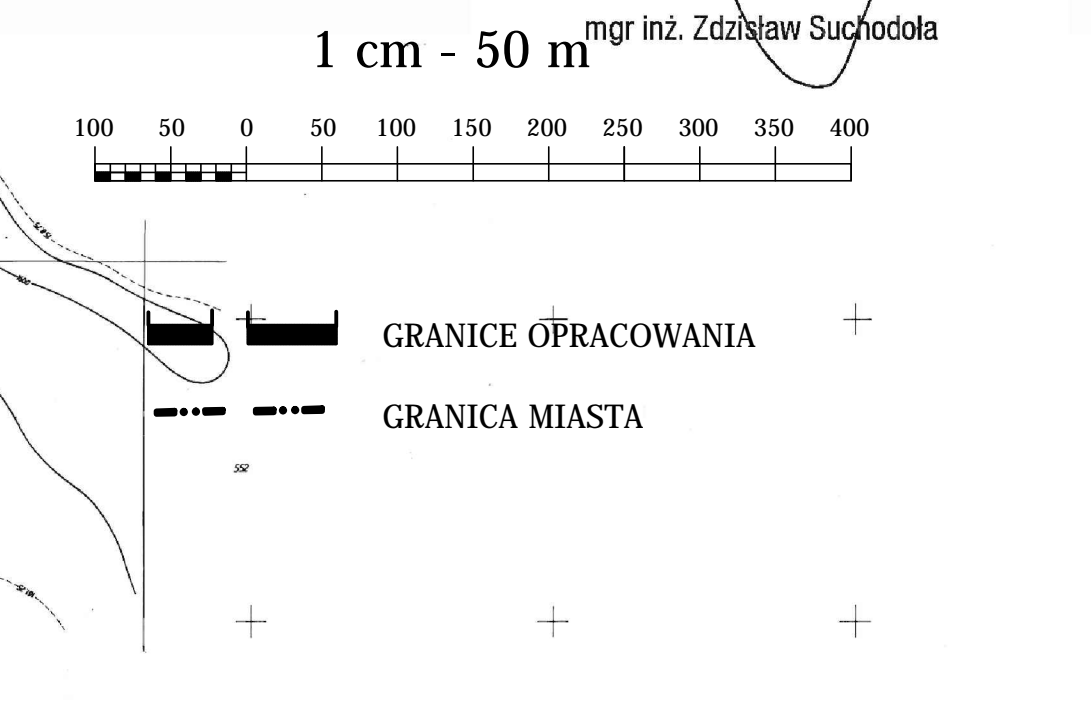 mgr inż. Zdzisław Suchodoła
1 cm - 50 m
100 50 0 50 100 150 200 250 300 350 400
GRANICE OPRACOWANIA
GRANICA MIASTA
552